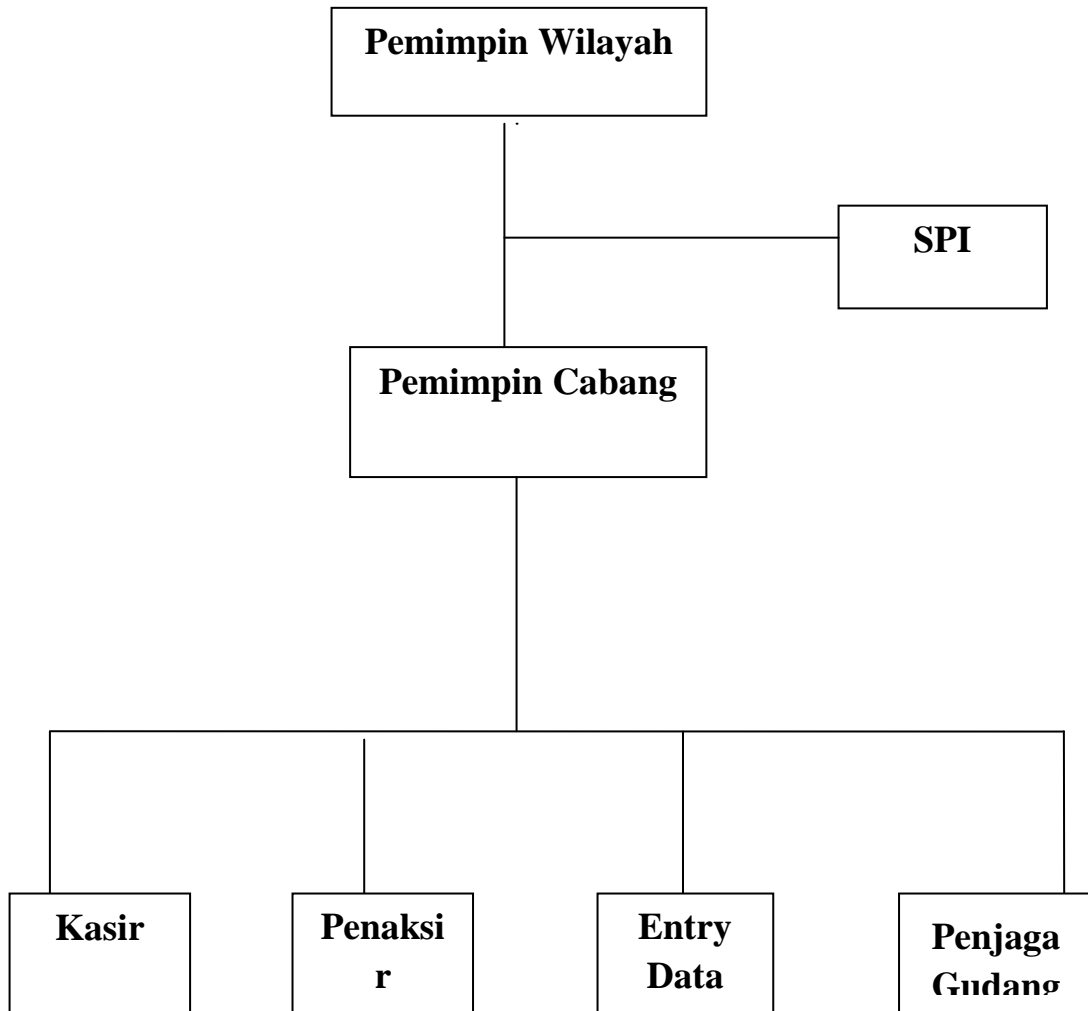 Pemimpin Wilayah
SPI
Pemimpin Cabang
Kasir
Penaksi
r
Entry
Data
Penjaga
Gudang